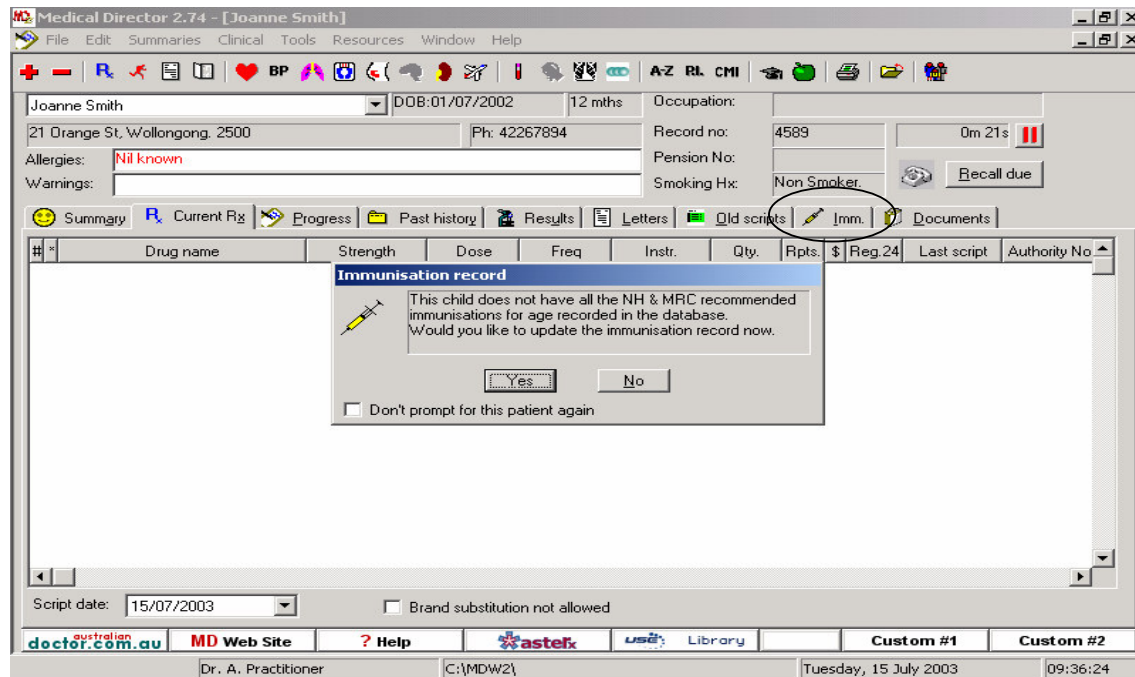 Medical Director 2.74 - [Joanne Smith]
File Edit Summaries Clinical Tools Resources Window Help
BP A-Z CMI
Joanne Smith DOB:01/07/2002 12 mths Occupation:
21 Orange St, Wollongong. 2500 Ph: 42267894 Record no: 4589 0m 21s
Allergies: Nil known Pension No:
Warnings: Smoking Hx: Non Smoker. Recall due
Summary Rx Current Rx Progress Past history Results Letters Old scripts Imm. Documents
# * Drug name Strength Dose Freq Instr. Qty. Rpts. $ Reg.24 Last script Authority No
Immunisation record
This child does not have all the NH & MRC recommended
immunisations for age recorded in the database.
Would you like to update the immunisation record now.
Yes No
Don't prompt for this patient again
Script date: 15/07/2003 Brand substitution not allowed
australian
doctor.com.au MD Web Site ? Help astelix Library Custom #1 Custom #2
Dr. A. Practitioner C:\MDW2\ Tuesday, 15 July 2003 09:36:24